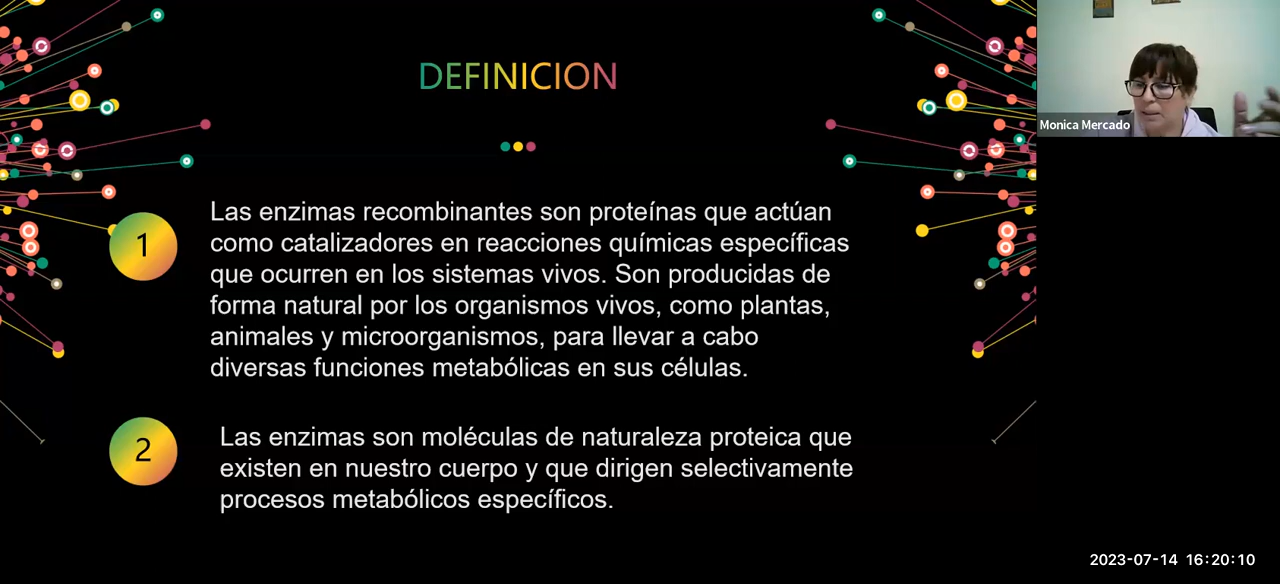 DEFINICION
Monica Mercado
1
Las enzimas recombinantes son proteínas que actúan
como catalizadores en reacciones químicas específicas
que ocurren en los sistemas vivos. Son producidas de
forma natural por los organismos vivos, como plantas,
animales y microorganismos, para llevar a cabo
diversas funciones metabólicas en sus células.
2
Las enzimas son moléculas de naturaleza proteica que
existen en nuestro cuerpo y que dirigen selectivamente
procesos metabólicos específicos.
2023-07-14 16:20:10